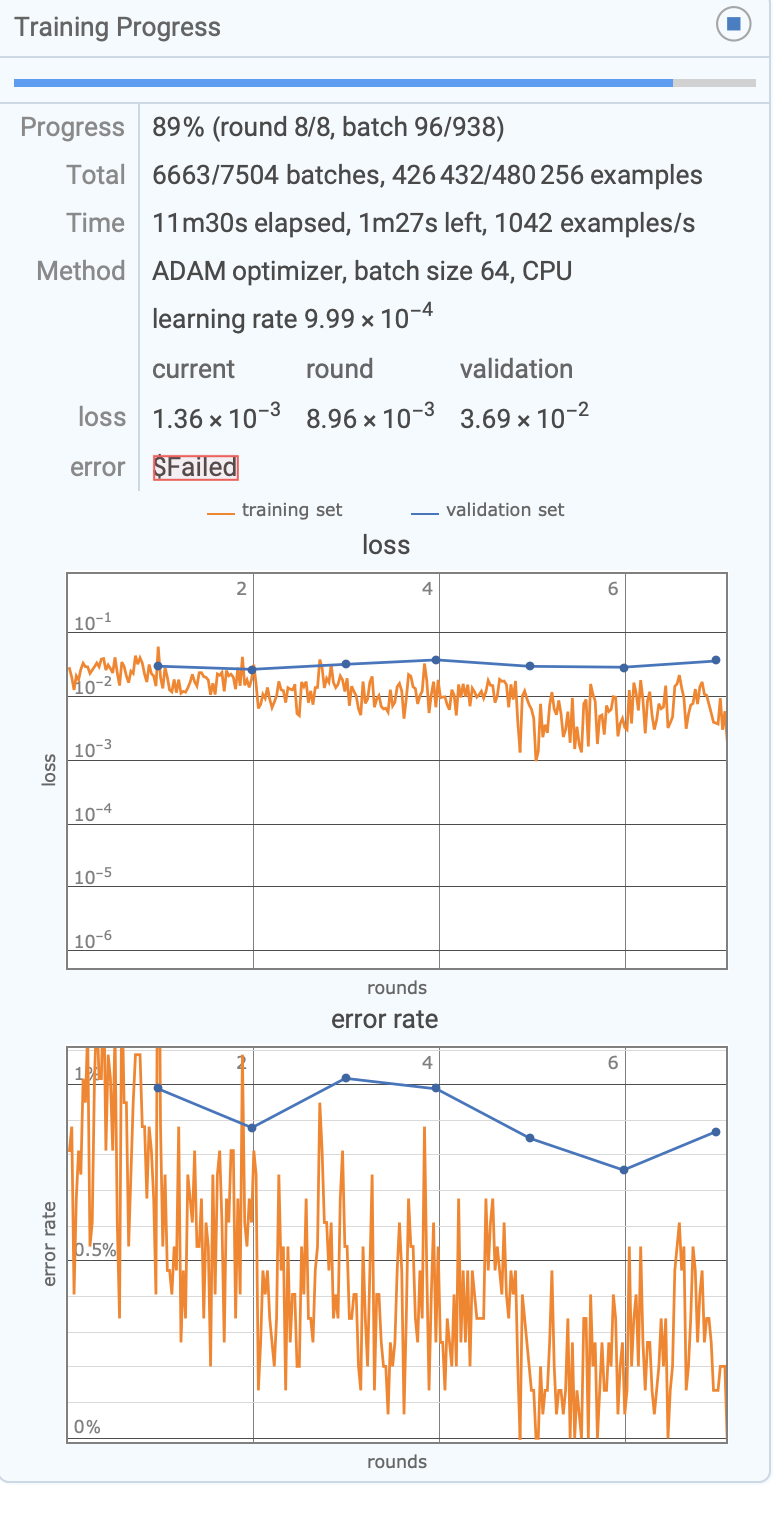 Training Progress
Progress 89% (round 8/8, batch 96/938)
Total 6663/7504 batches, 426 432/480 256 examples
Time 11m30s elapsed, 1m27s left, 1042 examples/s
Method ADAM optimizer, batch size 64, CPU
learning rate 9.99 × 10⁻⁴
current round validation
loss 1.36 × 10⁻³ 8.96 × 10⁻³ 3.69 × 10⁻²
error $Failed
training set validation set
loss
2 4 6
10⁻¹
10⁻²
10⁻³
10⁻⁴
10⁻⁵
10⁻⁶
loss
rounds
error rate
2 4 6
1%
0.5%
0%
error rate
rounds